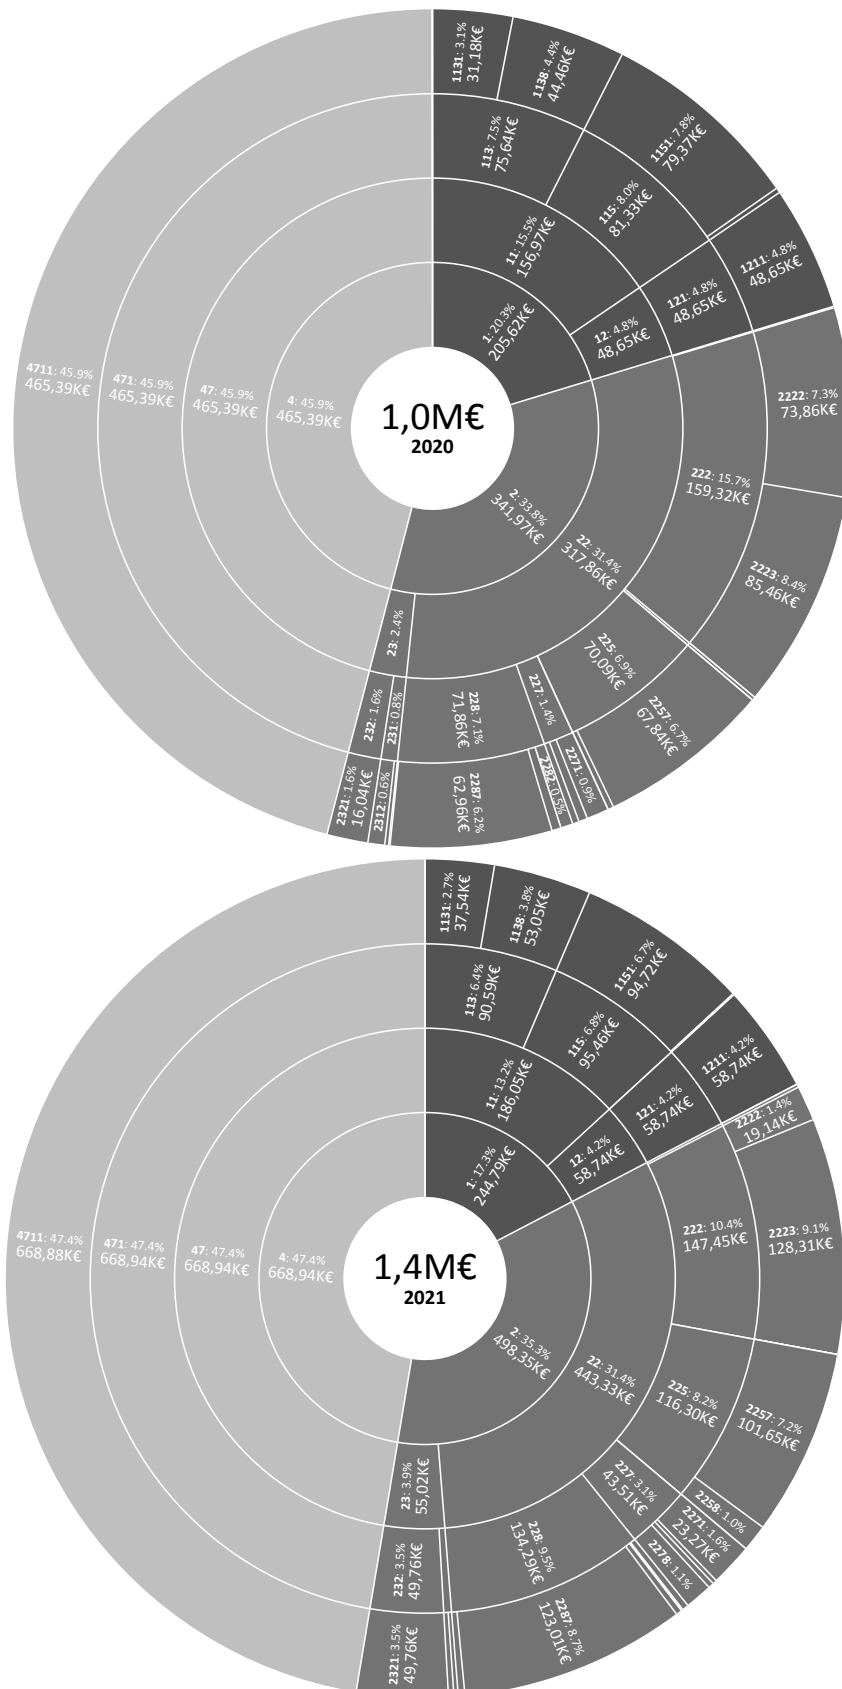 1,0M€
2020
1: 20.3%
205,62K€
11: 15.5%
156,97K€
12: 4.8%
48,65K€
113: 7.5%
75,64K€
115: 8.0%
81,33K€
121: 4.8%
48,65K€
1131: 3.1%
31,18K€
1138: 4.4%
44,46K€
1151: 7.8%
79,37K€
1211: 4.8%
48,65K€
2: 33.8%
341,97K€
22: 31.4%
317,86K€
23: 2.4%
222: 15.7%
159,32K€
225: 6.9%
70,09K€
227: 1.4%
228: 7.1%
71,86K€
231: 0.8%
232: 1.6%
2222: 7.3%
73,86K€
2223: 8.4%
85,46K€
2257: 6.7%
67,84K€
2271: 0.9%
2282: 0.5%
2287: 6.2%
62,96K€
2312: 0.6%
2321: 1.6%
16,04K€
4: 45.9%
465,39K€
47: 45.9%
465,39K€
471: 45.9%
465,39K€
4711: 45.9%
465,39K€
1,4M€
2021
1: 17.3%
244,79K€
11: 13.2%
186,05K€
12: 4.2%
58,74K€
113: 6.4%
90,59K€
115: 6.8%
95,46K€
121: 4.2%
58,74K€
1131: 2.7%
37,54K€
1138: 3.8%
53,05K€
1151: 6.7%
94,72K€
1211: 4.2%
58,74K€
2: 35.3%
498,35K€
22: 31.4%
443,33K€
23: 3.9%
55,02K€
222: 10.4%
147,45K€
225: 8.2%
116,30K€
227: 3.1%
43,51K€
228: 9.5%
134,29K€
232: 3.5%
49,76K€
2222: 1.4%
19,14K€
2223: 9.1%
128,31K€
2257: 7.2%
101,65K€
2258: 1.0%
2271: 1.6%
23,27K€
2278: 1.1%
2287: 8.7%
123,01K€
2321: 3.5%
49,76K€
4: 47.4%
668,94K€
47: 47.4%
668,94K€
471: 47.4%
668,94K€
4711: 47.4%
668,88K€